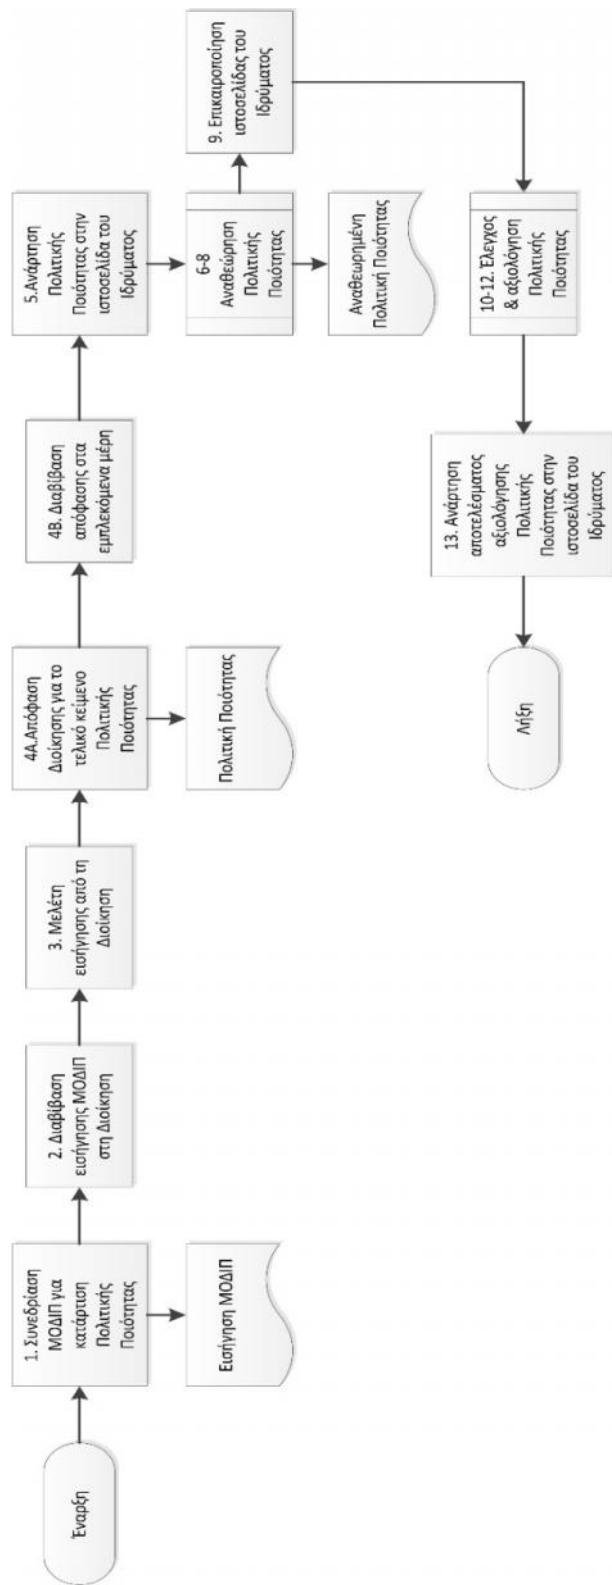 Έναρξη
1. Συνεδρίαση
ΜΟΔΙΠ για
κατάρτιση
Πολιτικής
Ποιότητας
Εισήγηση ΜΟΔΙΠ
2. Διαβίβαση
εισήγησης ΜΟΔΙΠ
στη Διοίκηση
3. Μελέτη
εισήγησης από τη
Διοίκηση
4Α.Απόφαση
Διοίκησης για το
τελικό κείμενο
Πολιτικής
Ποιότητας
Πολιτική Ποιότητας
4Β. Διαβίβαση
απόφασης στα
εμπλεκόμενα μέρη
5.Ανάρτηση
Πολιτικής
Ποιότητας στην
ιστοσελίδα του
Ιδρύματος
6-8
Αναθεώρηση
Πολιτικής
Ποιότητας
Αναθεωρημένη
Πολιτική Ποιότητας
9. Επικαιροποίηση
ιστοσελίδας του
Ιδρύματος
10-12. Έλεγχος
& αξιολόγηση
Πολιτικής
Ποιότητας
13. Ανάρτηση
αποτελέσματος
αξιολόγησης
Πολιτικής
Ποιότητας στην
ιστοσελίδα του
Ιδρύματος
Λήξη